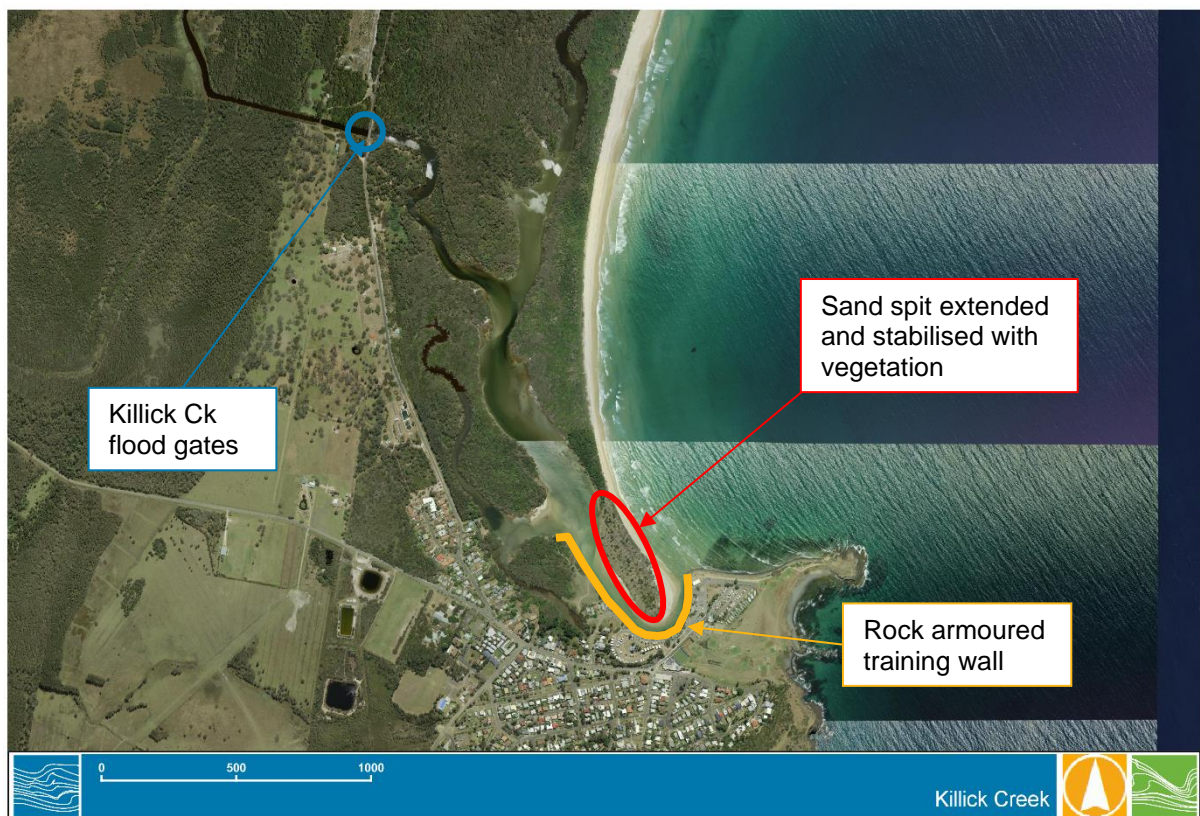 Sand spit extended
and stabilised with
vegetation
Killick Ck
flood gates
Rock armoured
training wall
0 500 1000
Killick Creek